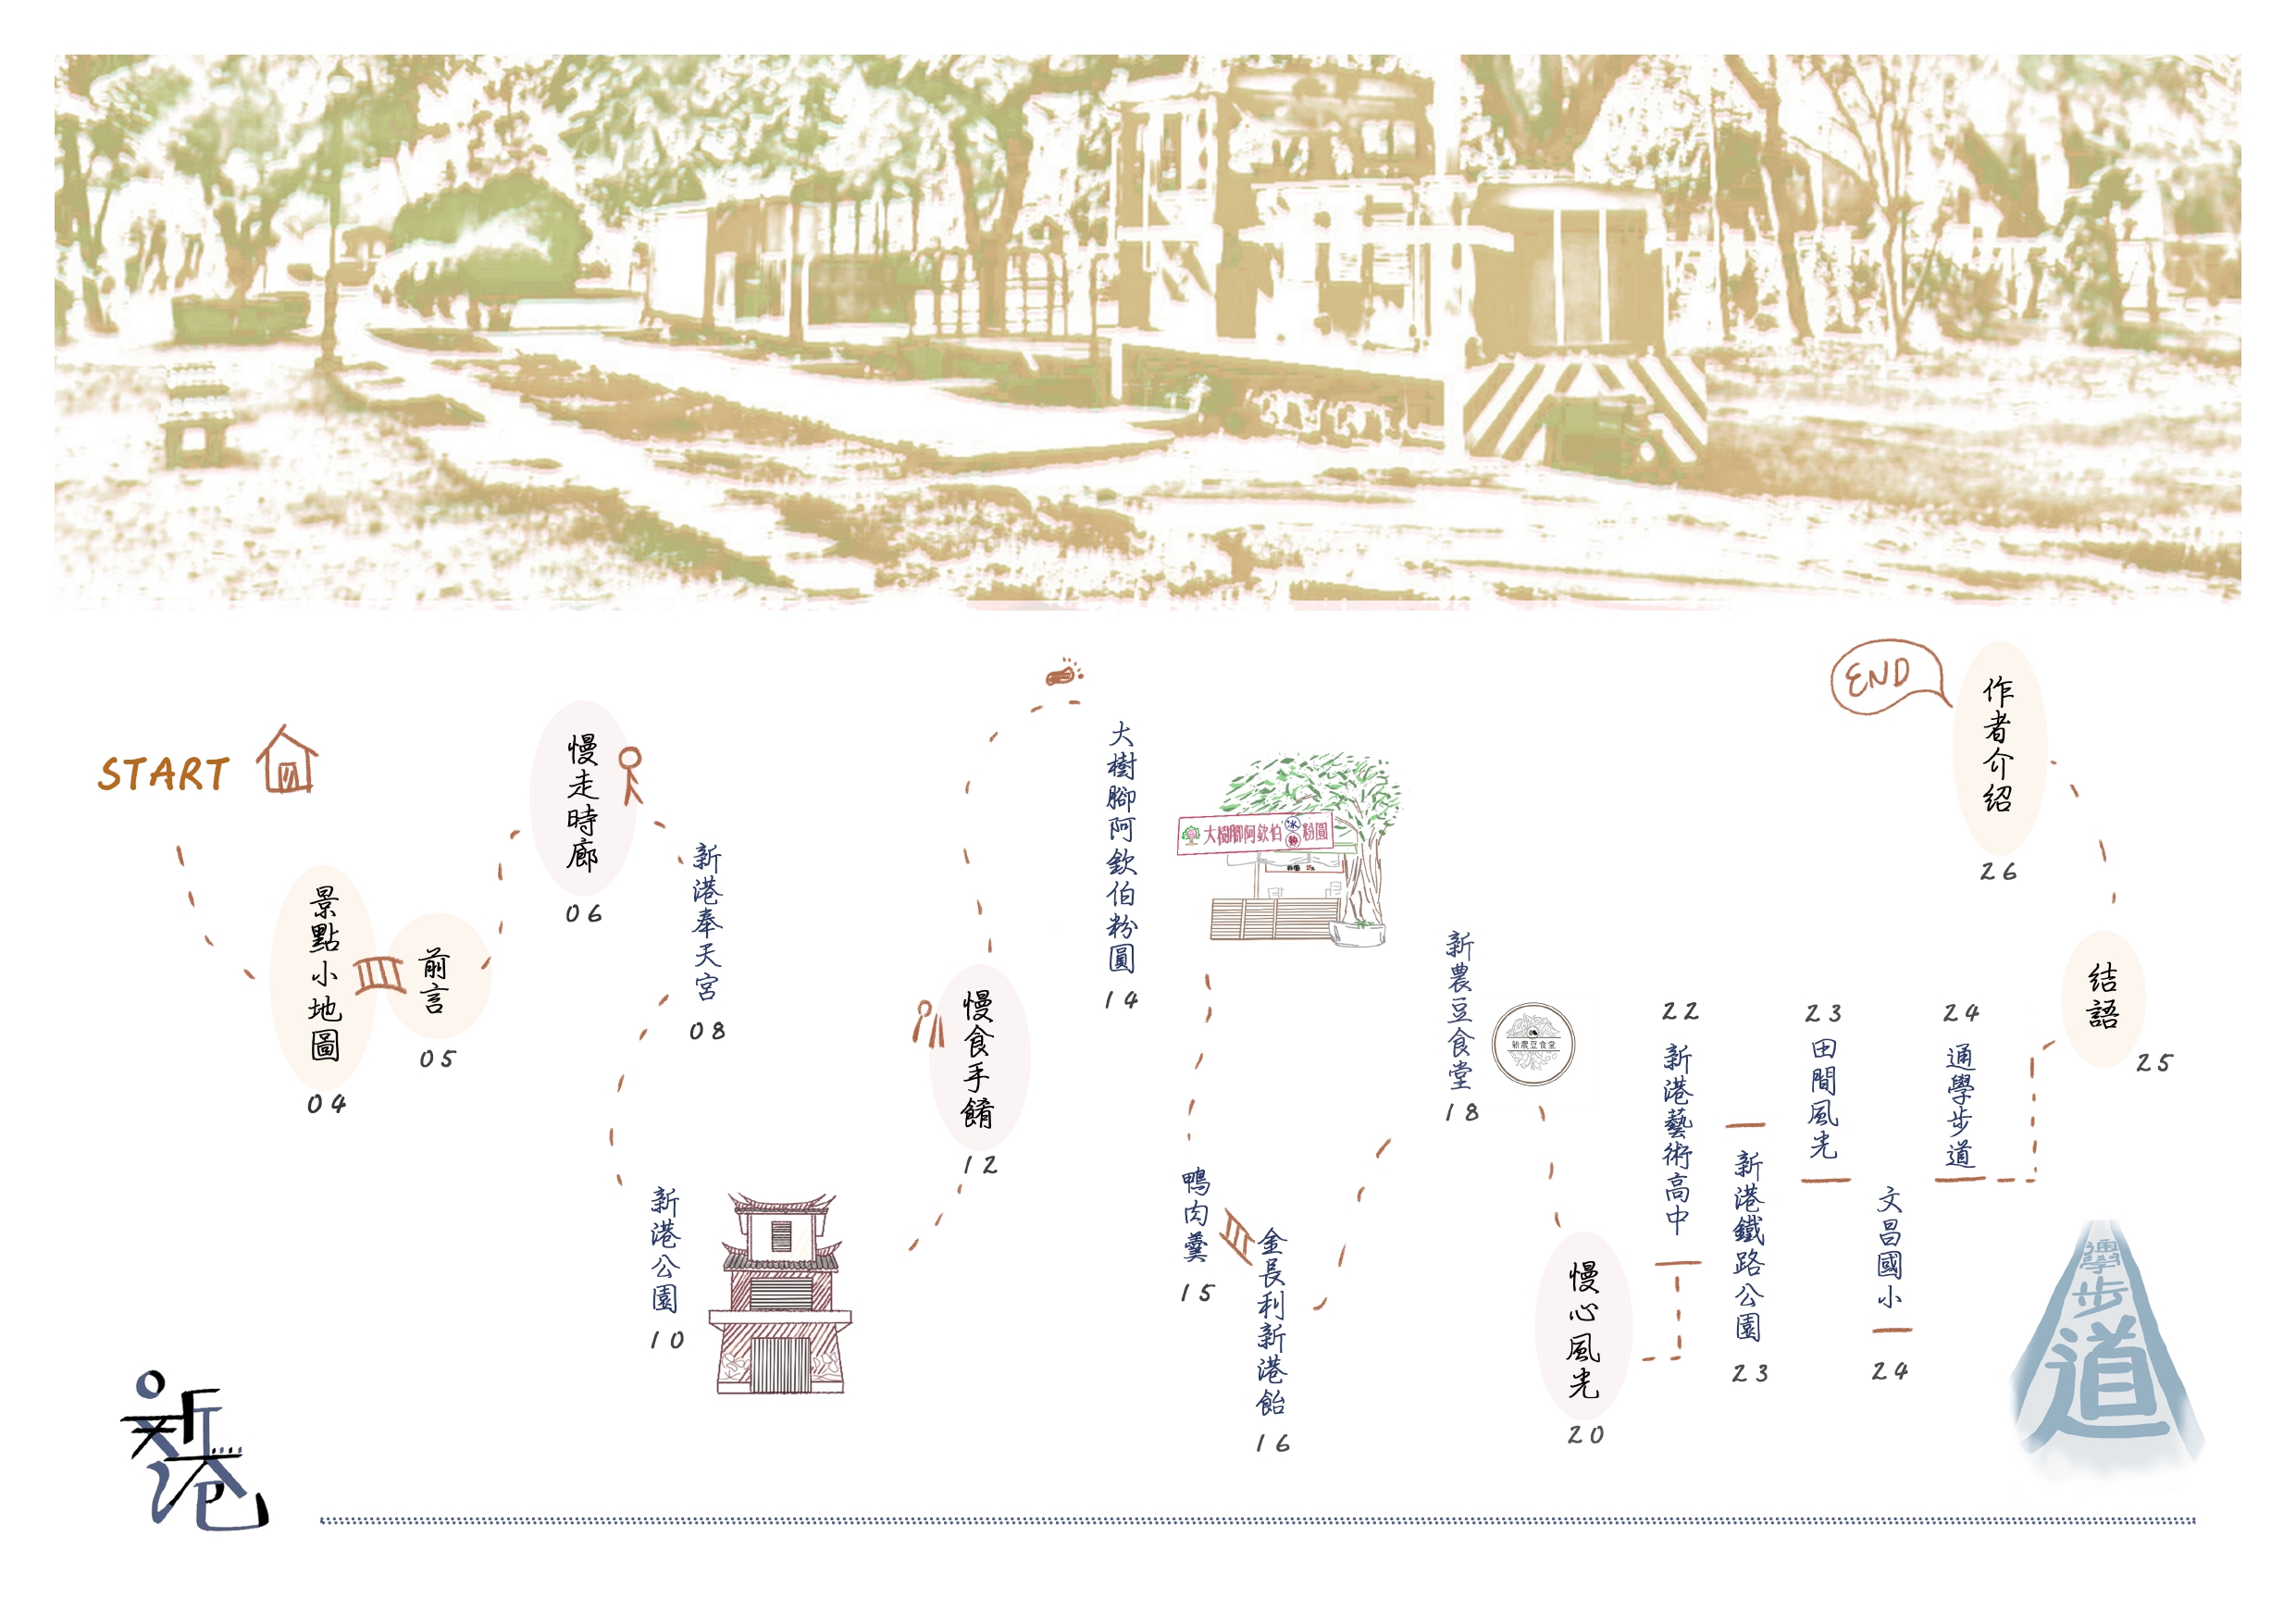 START
景點小地圖
04
前言
05
慢走時廊
06
新港奉天宮
08
新港公園
10
慢食手餚
12
大樹腳阿欽伯粉圓
14
大樹腳阿欽伯冰熱粉圓
鴨肉羹
15
金長利新港飴
16
新農豆食堂
18
新農豆食堂
慢心風光
20
22
新港藝術高中
新港鐵路公園
23
23
田間風光
文昌國小
24
24
通學步道
結語
25
作者介紹
26
END
通學步道
新港